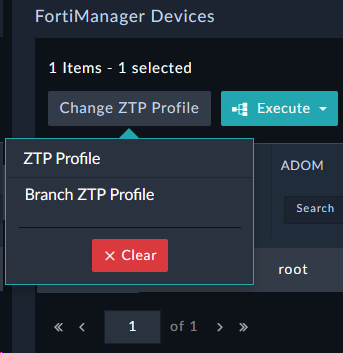 FortiManager Devices
1 Items - 1 selected
Change ZTP Profile
Execute
ZTP Profile
Branch ZTP Profile
Clear
ADOM
Search
root
1 of 1